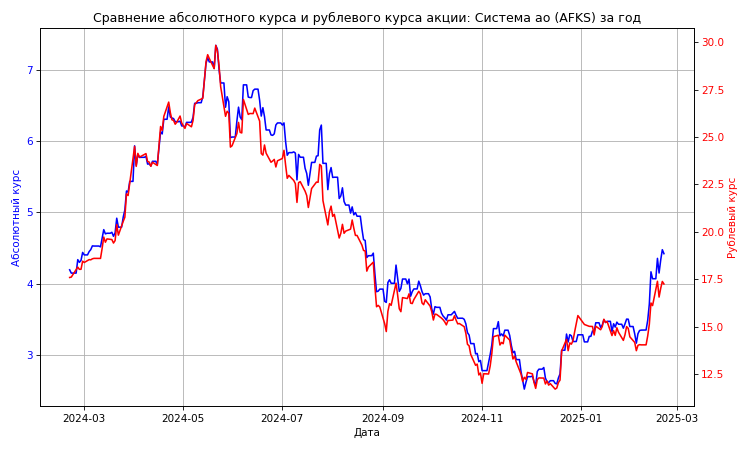 Сравнение абсолютного курса и рублевого курса акции: Система ао (AFKS) за год
Абсолютный курс
7
6
5
4
3
30.0
27.5
25.0
22.5
20.0
17.5
15.0
12.5
Рублевый курс
2024-03 2024-05 2024-07 2024-09 2024-11 2025-01 2025-03
Дата